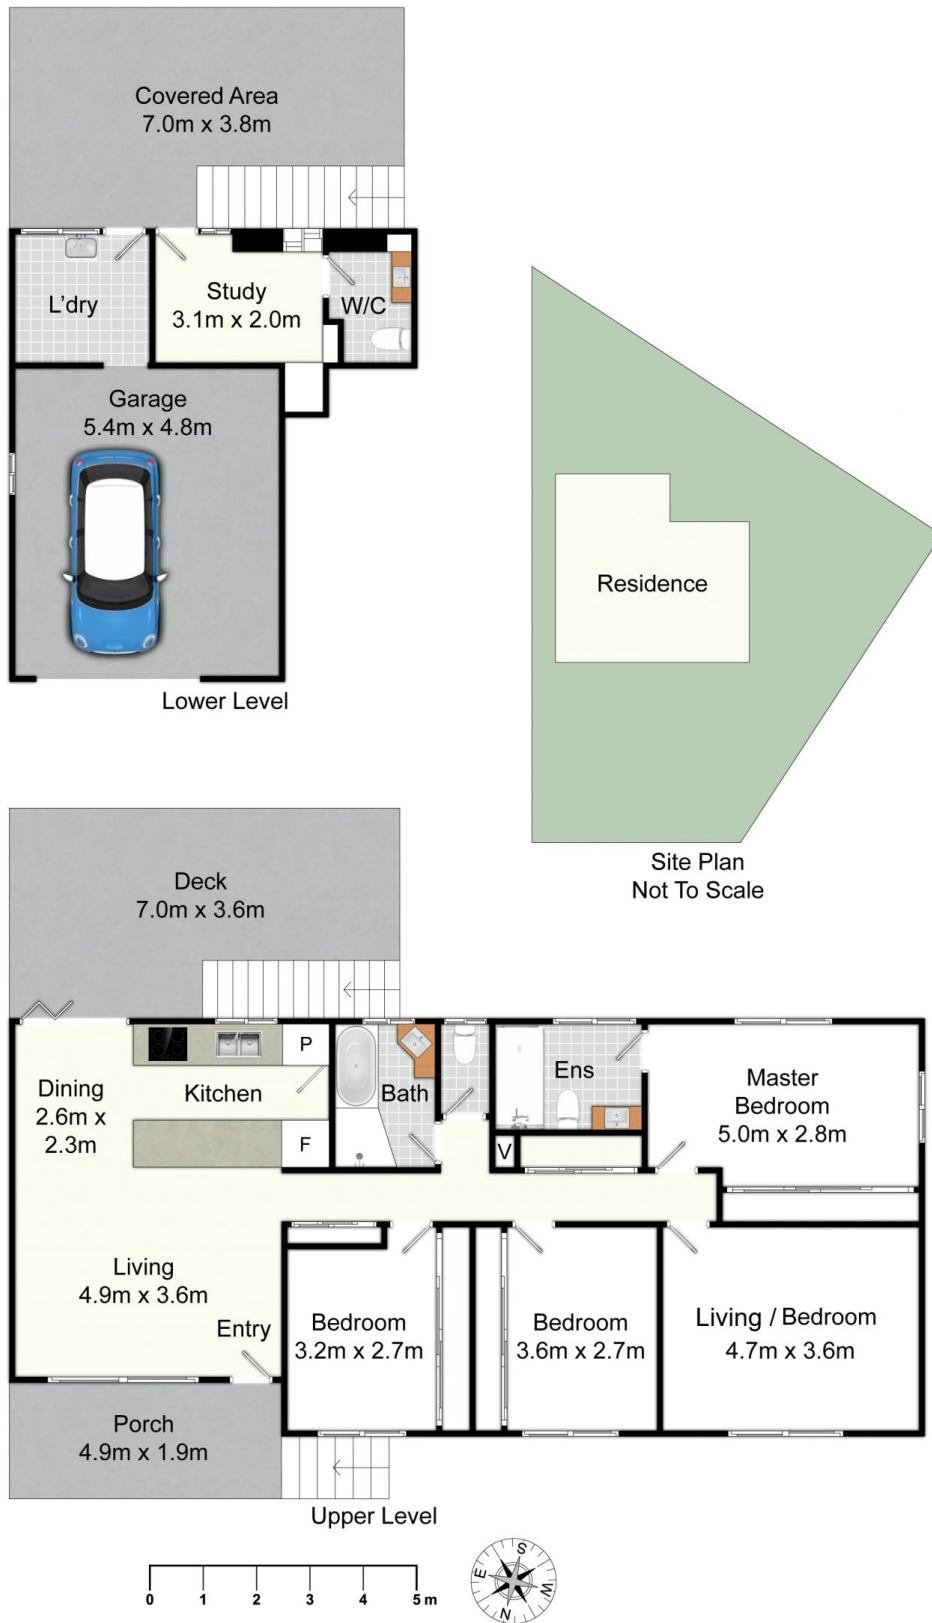 Covered Area
7.0m x 3.8m
L'dry
Study
3.1m x 2.0m
W/C
Garage
5.4m x 4.8m
Lower Level
Residence
Site Plan
Not To Scale
Deck
7.0m x 3.6m
Dining
2.6m x
2.3m
Kitchen
P
F
Bath
Ens
V
Master
Bedroom
5.0m x 2.8m
Living
4.9m x 3.6m
Entry
Bedroom
3.2m x 2.7m
Bedroom
3.6m x 2.7m
Living / Bedroom
4.7m x 3.6m
Porch
4.9m x 1.9m
Upper Level
0 1 2 3 4 5 m
S
E
W
N